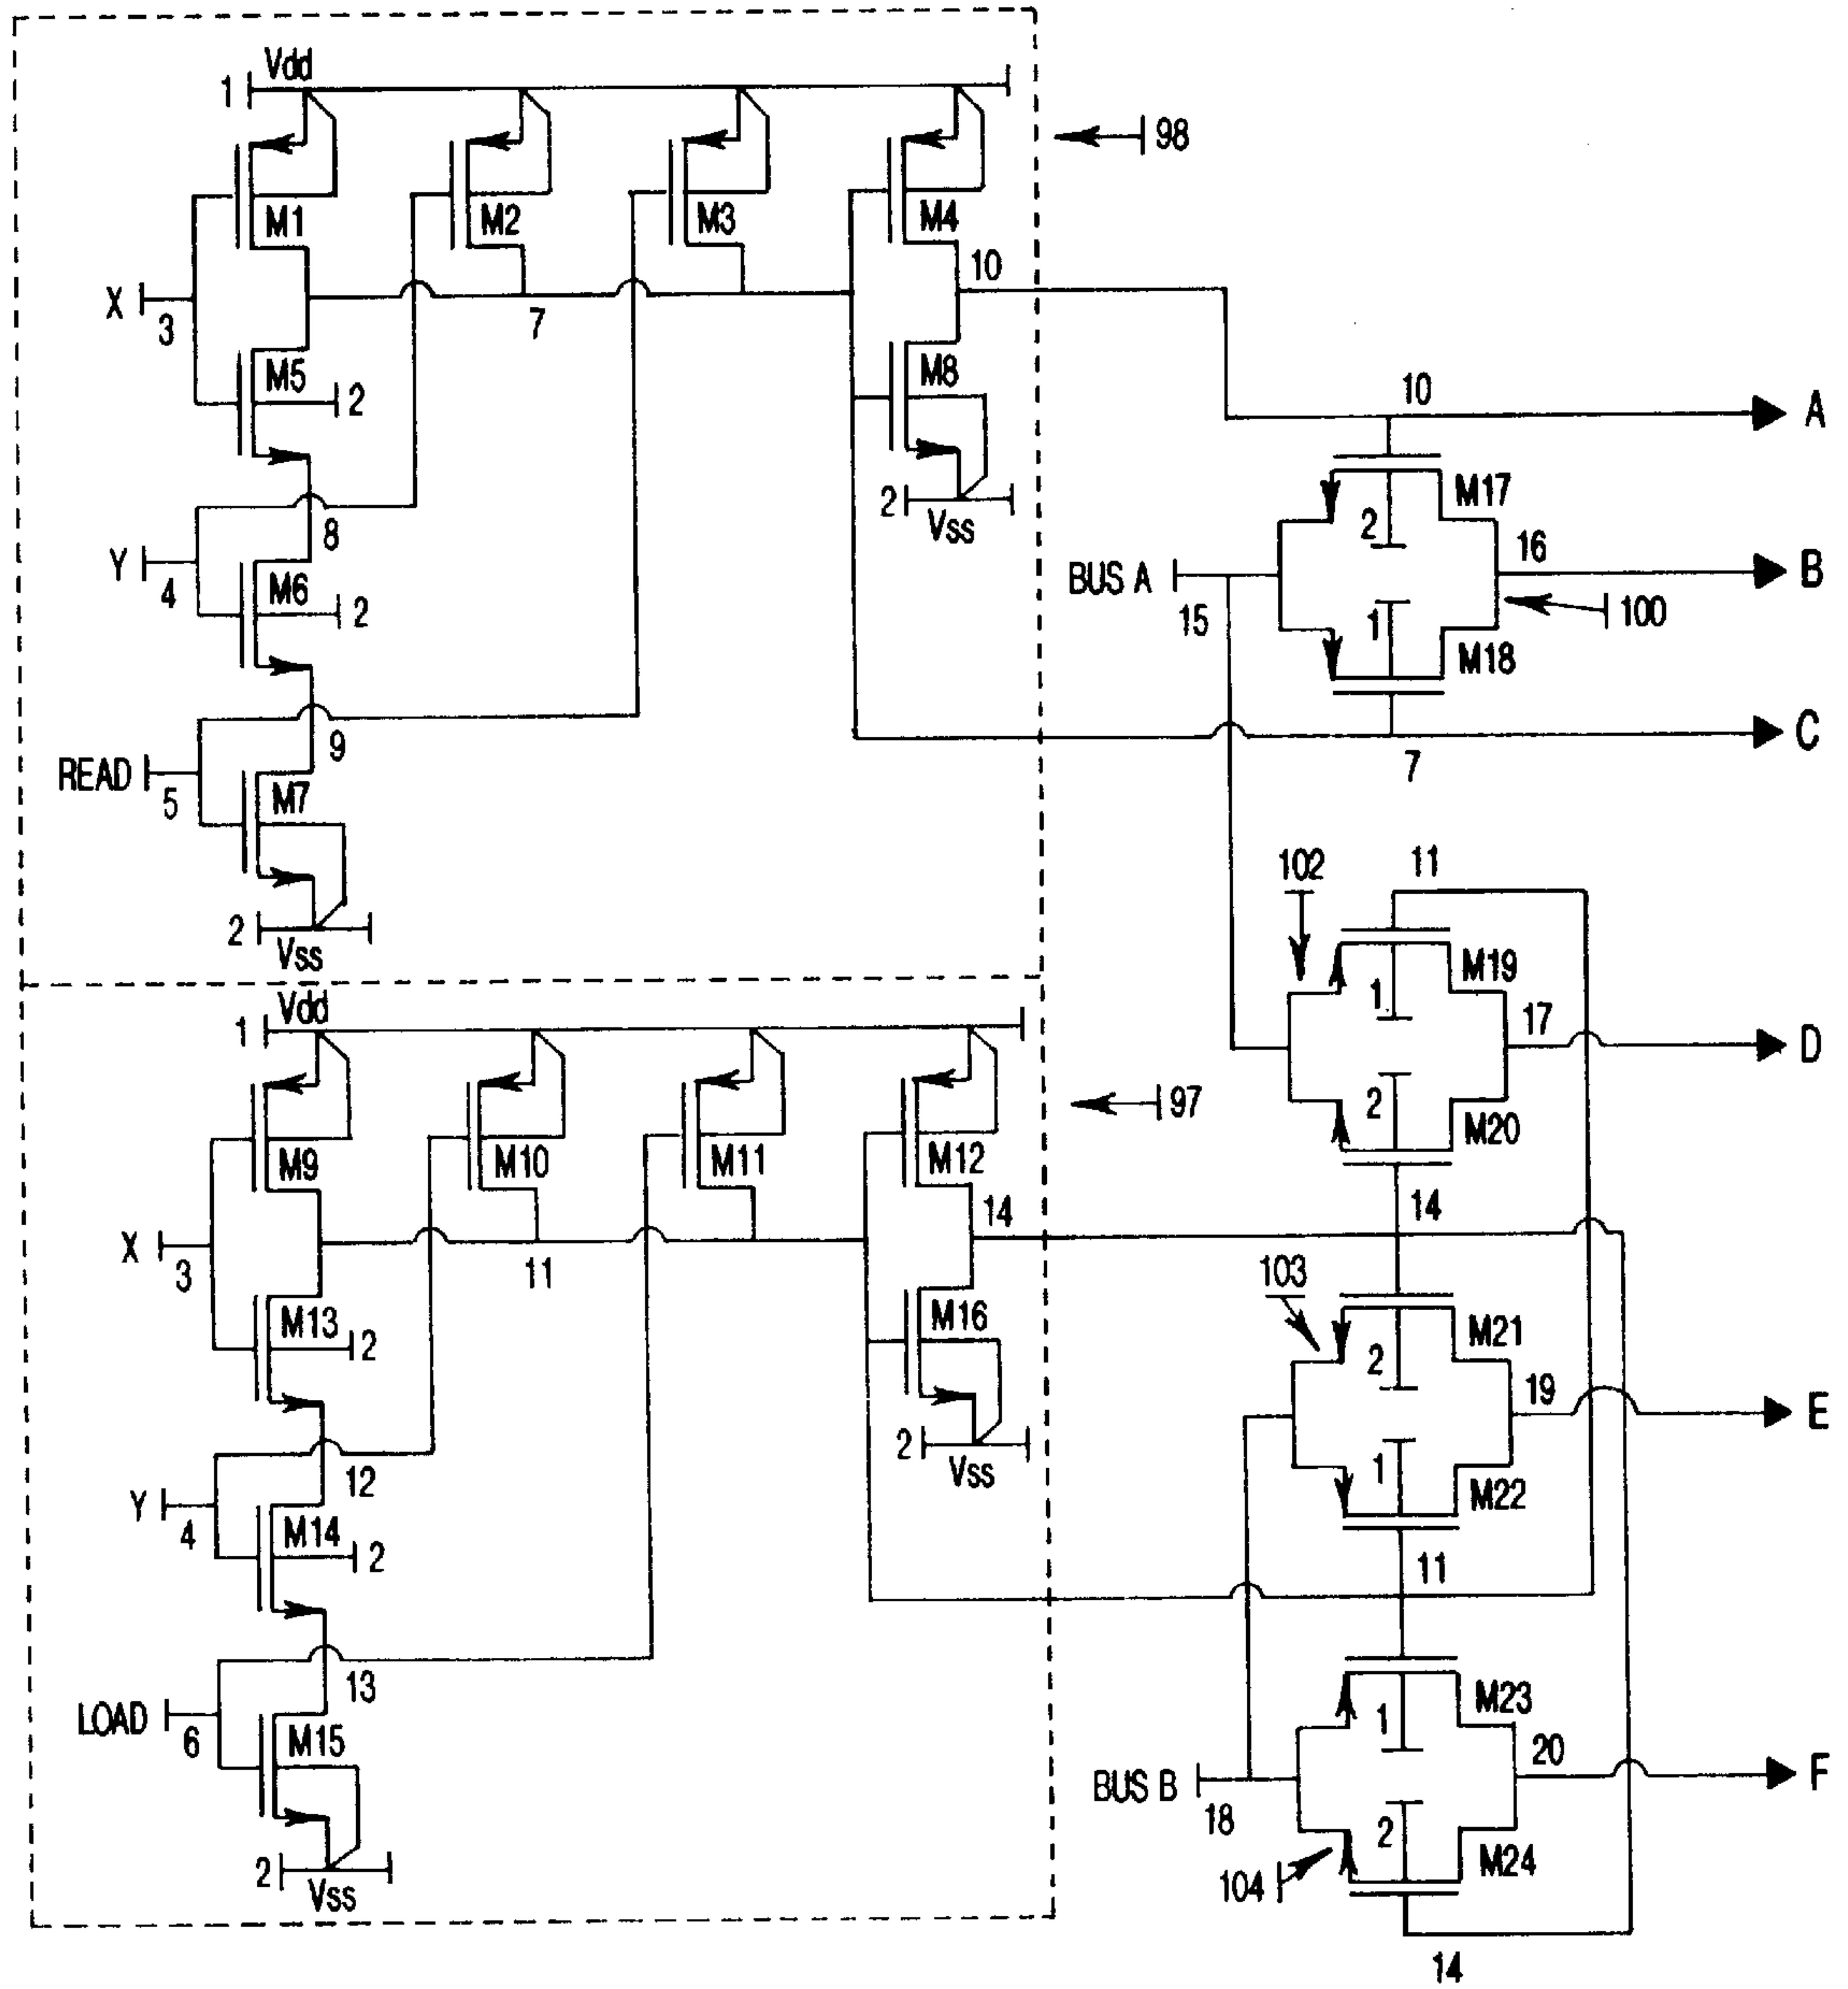 Vdd
1
98
M1
M2
M3
M4
10
X
3
7
M5
2
M8
10
A
M17
2
2
Vss
8
Y
4
M6
2
16
BUS A
15
B
1
100
M18
9
READ
5
M7
7
C
2
Vss
102
11
M19
1
17
D
2
M20
Vdd
1
97
M9
M10
M11
M12
14
14
X
3
11
103
M13
2
M16
M21
2
19
E
2
Vss
1
M22
12
Y
4
M14
2
11
13
LOAD
6
M15
M23
1
20
BUS B
18
F
2
M24
104
2
Vss
14